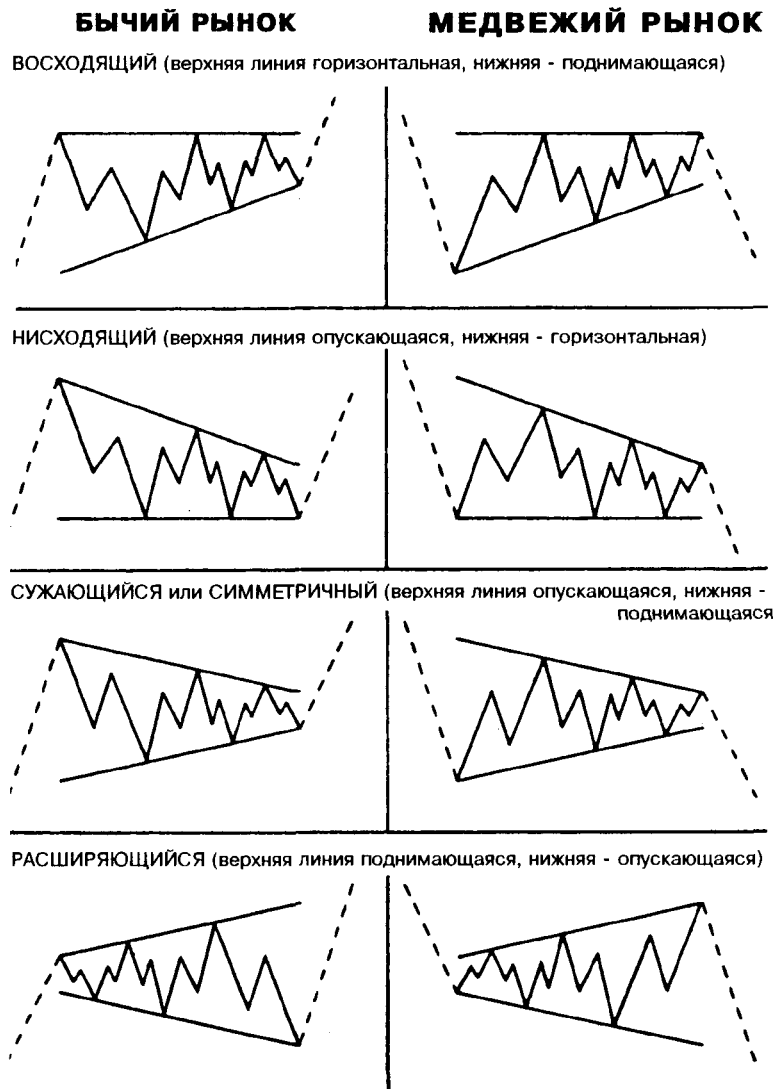 БЫЧИЙ РЫНОК
МЕДВЕЖИЙ РЫНОК
ВОСХОДЯЩИЙ (верхняя линия горизонтальная, нижняя - поднимающаяся)
НИСХОДЯЩИЙ (верхняя линия опускающаяся, нижняя - горизонтальная)
СУЖАЮЩИЙСЯ или СИММЕТРИЧНЫЙ (верхняя линия опускающаяся, нижняя -
поднимающаяся
РАСШИРЯЮЩИЙСЯ (верхняя линия поднимающаяся, нижняя - опускающаяся)